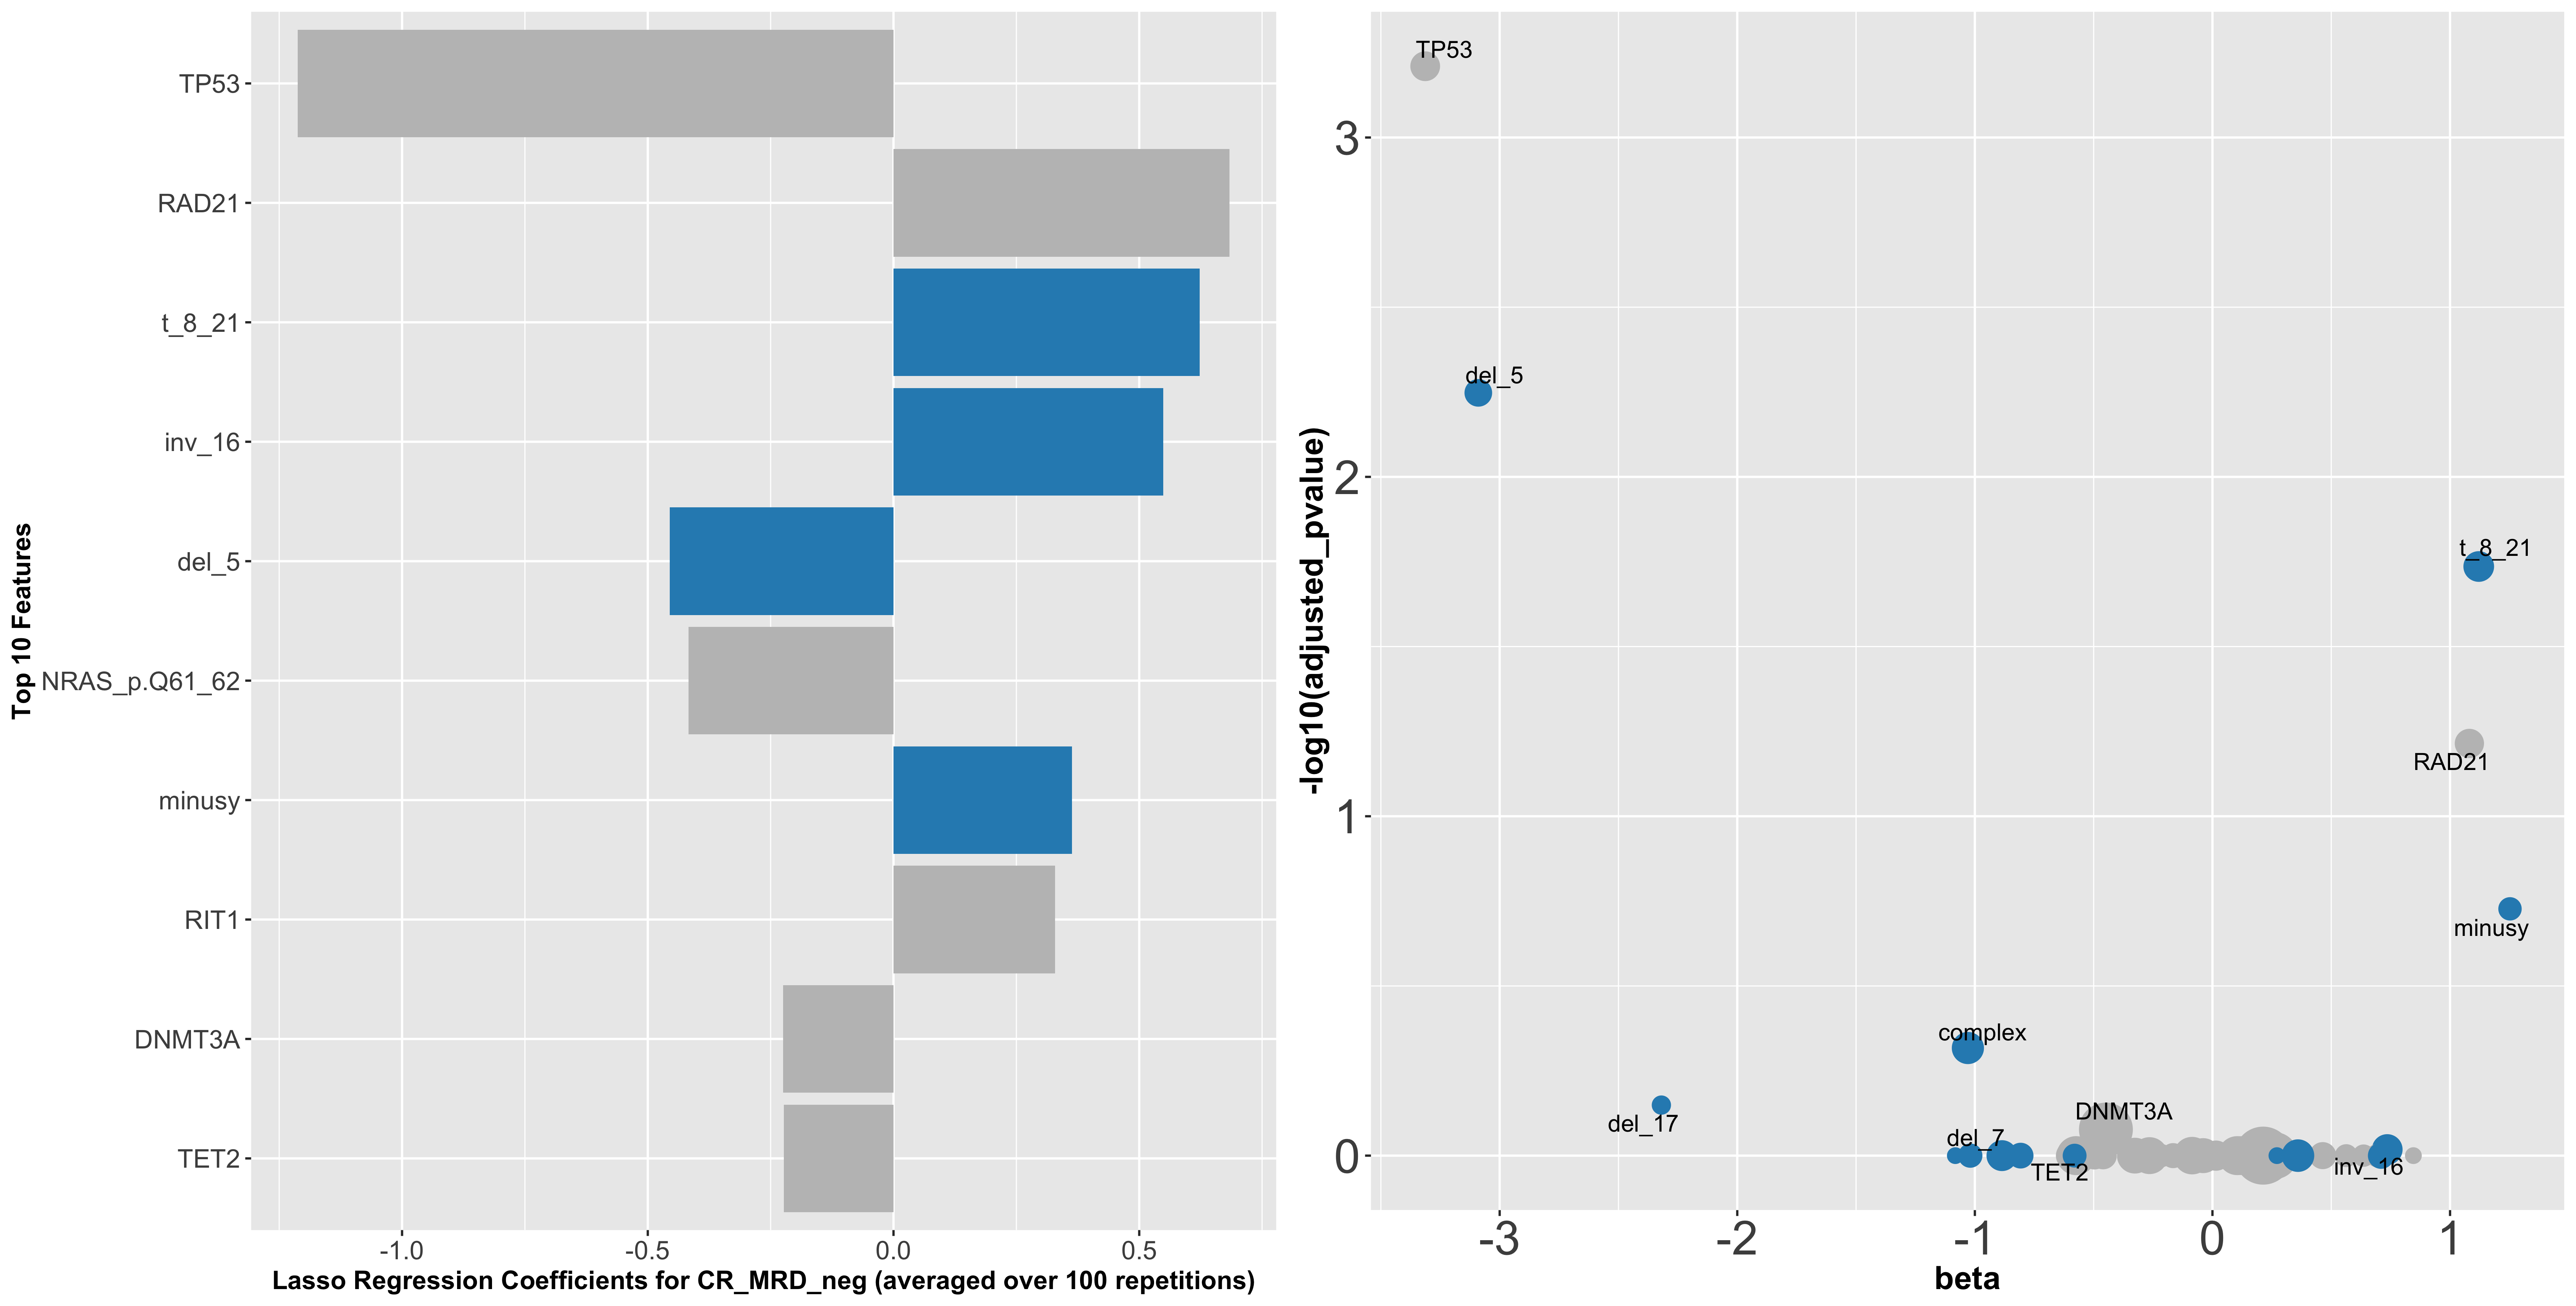 Top 10 Features
TP53
RAD21
t_8_21
inv_16
del_5
NRAS_p.Q61_62
minusy
RIT1
DNMT3A
TET2
-1.0 -0.5 0.0 0.5
Lasso Regression Coefficients for CR_MRD_neg (averaged over 100 repetitions)
-log10(adjusted_pvalue)
3
2
1
0
TP53
del_5
t_8_21
RAD21
minusy
complex
del_17
DNMT3A
del_7
TET2
inv_16
-3 -2 -1 0 1
beta